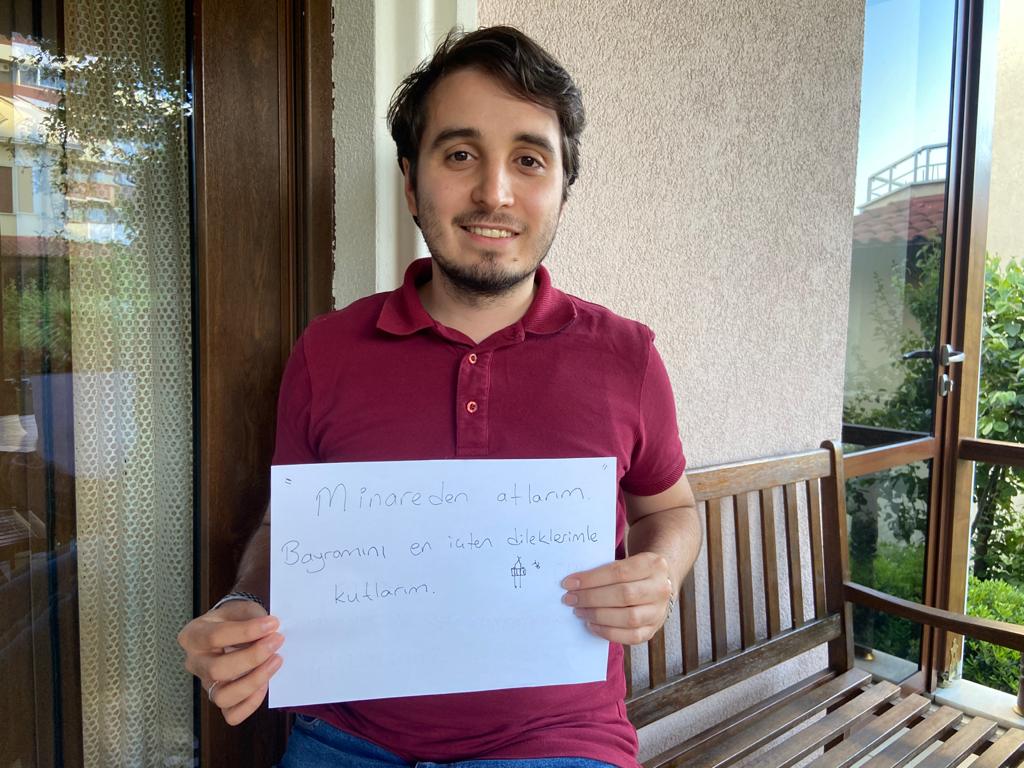 " "
Minareden atlarım.
Bayramını en içten dileklerimle
kutlarım.